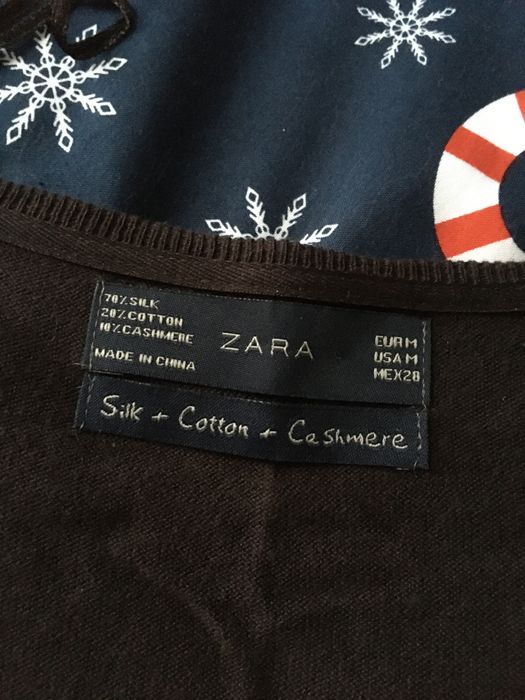 70% SILK
20% COTTON
10% CASHMERE
MADE IN CHINA
ZARA
EUR M
USA M
MEX 28
Silk + Cotton + Cashmere